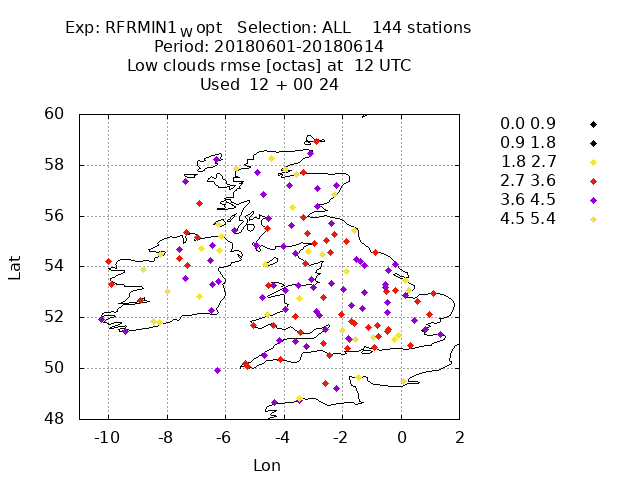 Exp: RFRMIN1_w opt Selection: ALL 144 stations
Period: 20180601-20180614
Low clouds rmse [octas] at 12 UTC
Used 12 + 00 24
60
58
56
54
52
50
48
-10 -8 -6 -4 -2 0 2
Lat
Lon
0.0 0.9
0.9 1.8
1.8 2.7
2.7 3.6
3.6 4.5
4.5 5.4